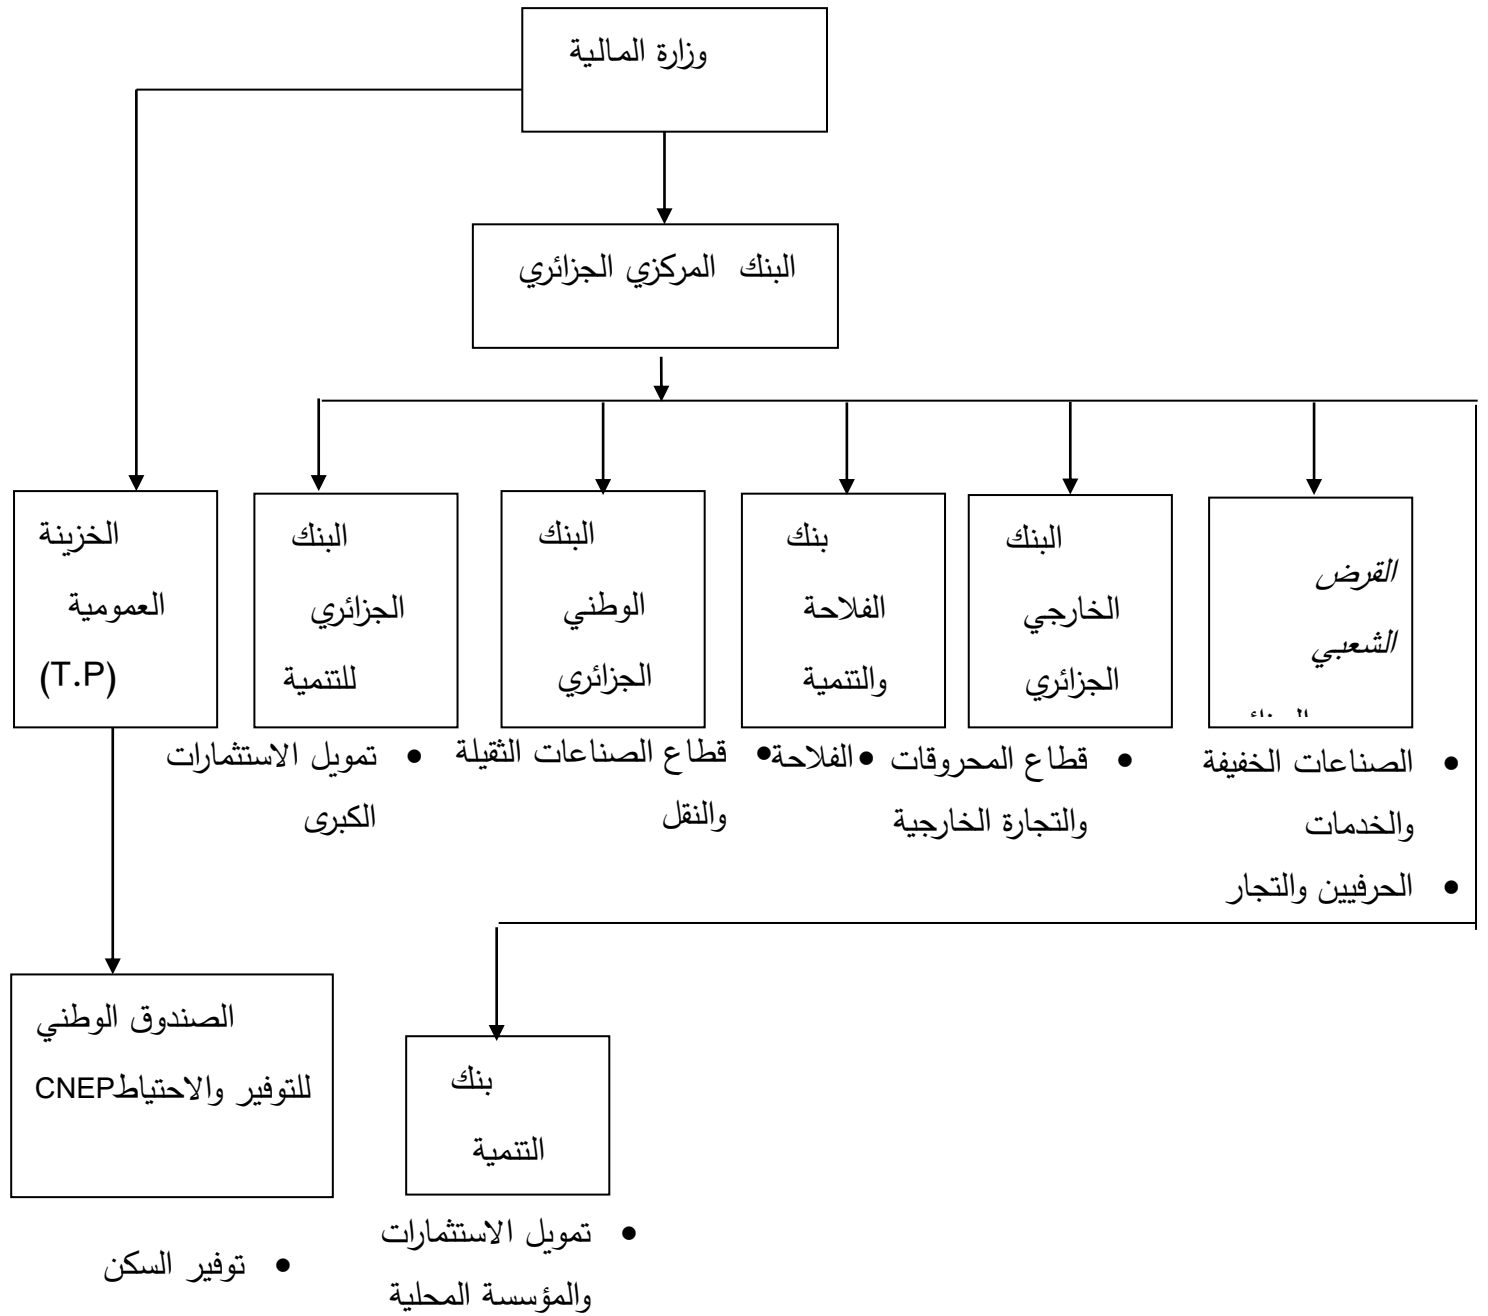 وزارة المالية
البنك المركزي الجزائري
القرض
الشعبي
البنك
الخارجي
الجزائري
بنك
الفلاحة
والتنمية
البنك
الوطني
الجزائري
البنك
الجزائري
للتنمية
الخزينة
العمومية
(T.P)
• الصناعات الخفيفة
والخدمات
• الحرفيين والتجار
• قطاع المحروقات
والتجارة الخارجية
• الفلاحة
• قطاع الصناعات الثقيلة
والنقل
• تمويل الاستثمارات
الكبرى
بنك
التنمية
الصندوق الوطني
للتوفير والاحتياطCNEP
• تمويل الاستثمارات
والمؤسسة المحلية
• توفير السكن